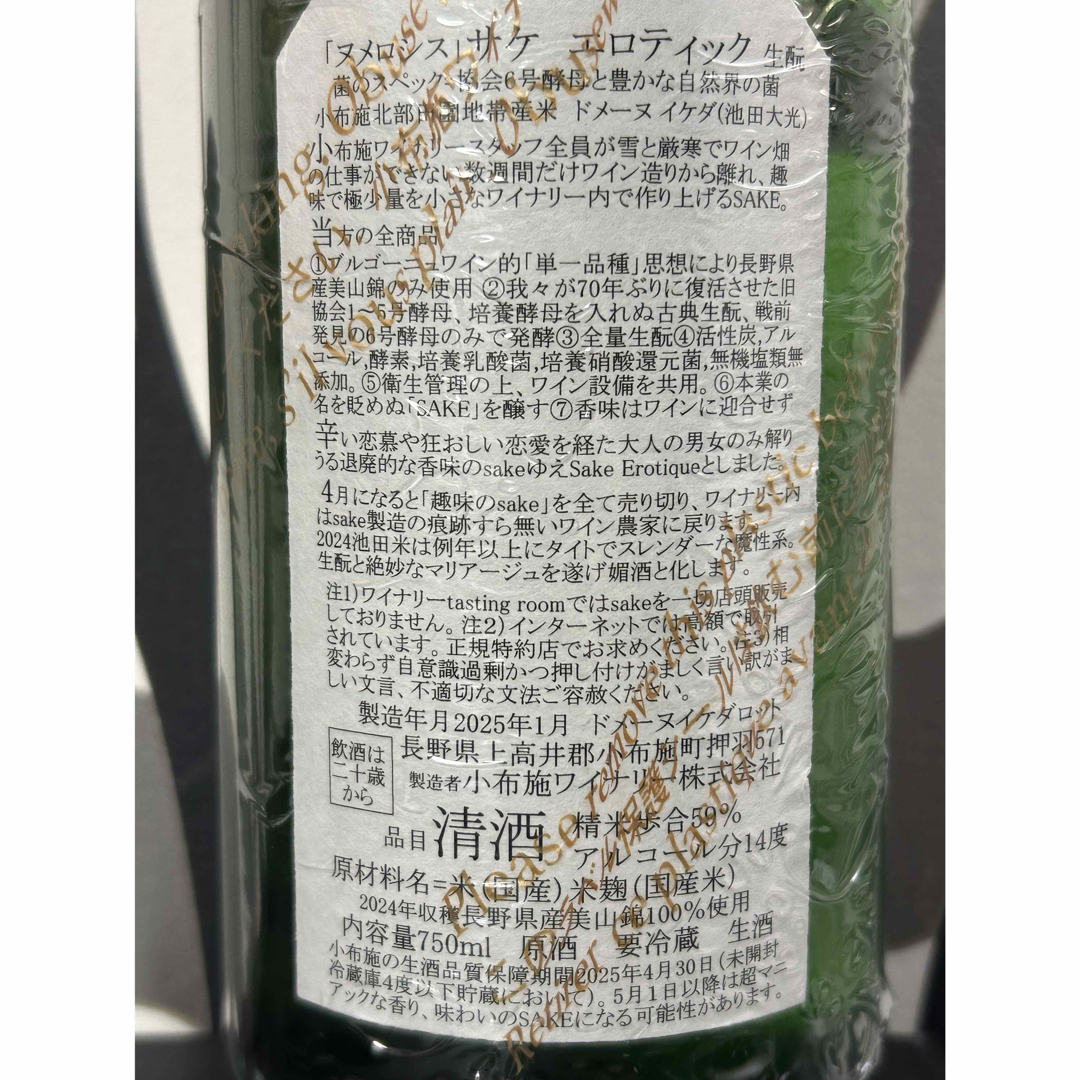 「ヌメロシス」サケ エロティック 生酛
菌のスペック 協会6号酵母と豊かな自然界の菌
小布施北部田園地帯産米 ドメーヌ イケダ(池田大光)
小布施ワイナリースタッフ全員が雪と厳寒でワイン畑
の仕事ができない数週間だけワイン造りから離れ、趣
味で極少量を小さなワイナリー内で作り上げるSAKE。
当方の全商品
①ブルゴーニュワイン的「単一品種」思想により長野県
産美山錦のみ使用 ②我々が70年ぶりに復活させた旧
協会1～5号酵母、培養酵母を入れぬ古典生酛、戦前
発見の6号酵母のみで発酵③全量生酛④活性炭,アル
コール,酵素,培養乳酸菌,培養硝酸還元菌,無機塩類無
添加。⑤衛生管理の上、ワイン設備を共用。⑥本業の
名を貶めぬ「SAKE」を醸す⑦香味はワインに迎合せず
辛い恋慕や狂おしい恋愛を経た大人の男女のみ解り
うる退廃的な香味のsakeゆえSake Erotiqueとしました。
4月になると「趣味のsake」を全て売り切り、ワイナリー内
はsake製造の痕跡すら無いワイン農家に戻ります。
2024池田米は例年以上にタイトでスレンダーな魔性系。
生酛と絶妙なマリアージュを遂げ媚酒と化します。
注1)ワイナリーtasting roomではsakeを一切店頭販売
しておりません。注2)インターネットでは高額で取引
されています。正規特約店でお求めください。注3)相
変わらず自意識過剰かつ押し付けがましく言い訳がま
しい文言、不適切な文法ご容赦ください。
製造年月2025年1月 ドメーヌイケダロット
飲酒は
二十歳
から
長野県上高井郡小布施町押羽571
製造者小布施ワイナリー株式会社
品目清酒 精米歩合59%
アルコール分14度
原材料名=米(国産)米麹(国産米)
2024年収穫長野県産美山錦100%使用
内容量750ml 原酒 要冷蔵 生酒
小布施の生酒品質保障期間2025年4月30日(未開封
冷蔵庫4度以下貯蔵において)。5月1日以降は超マニ
アックな香り、味わいのSAKEになる可能性があります。
Please remove this plastic